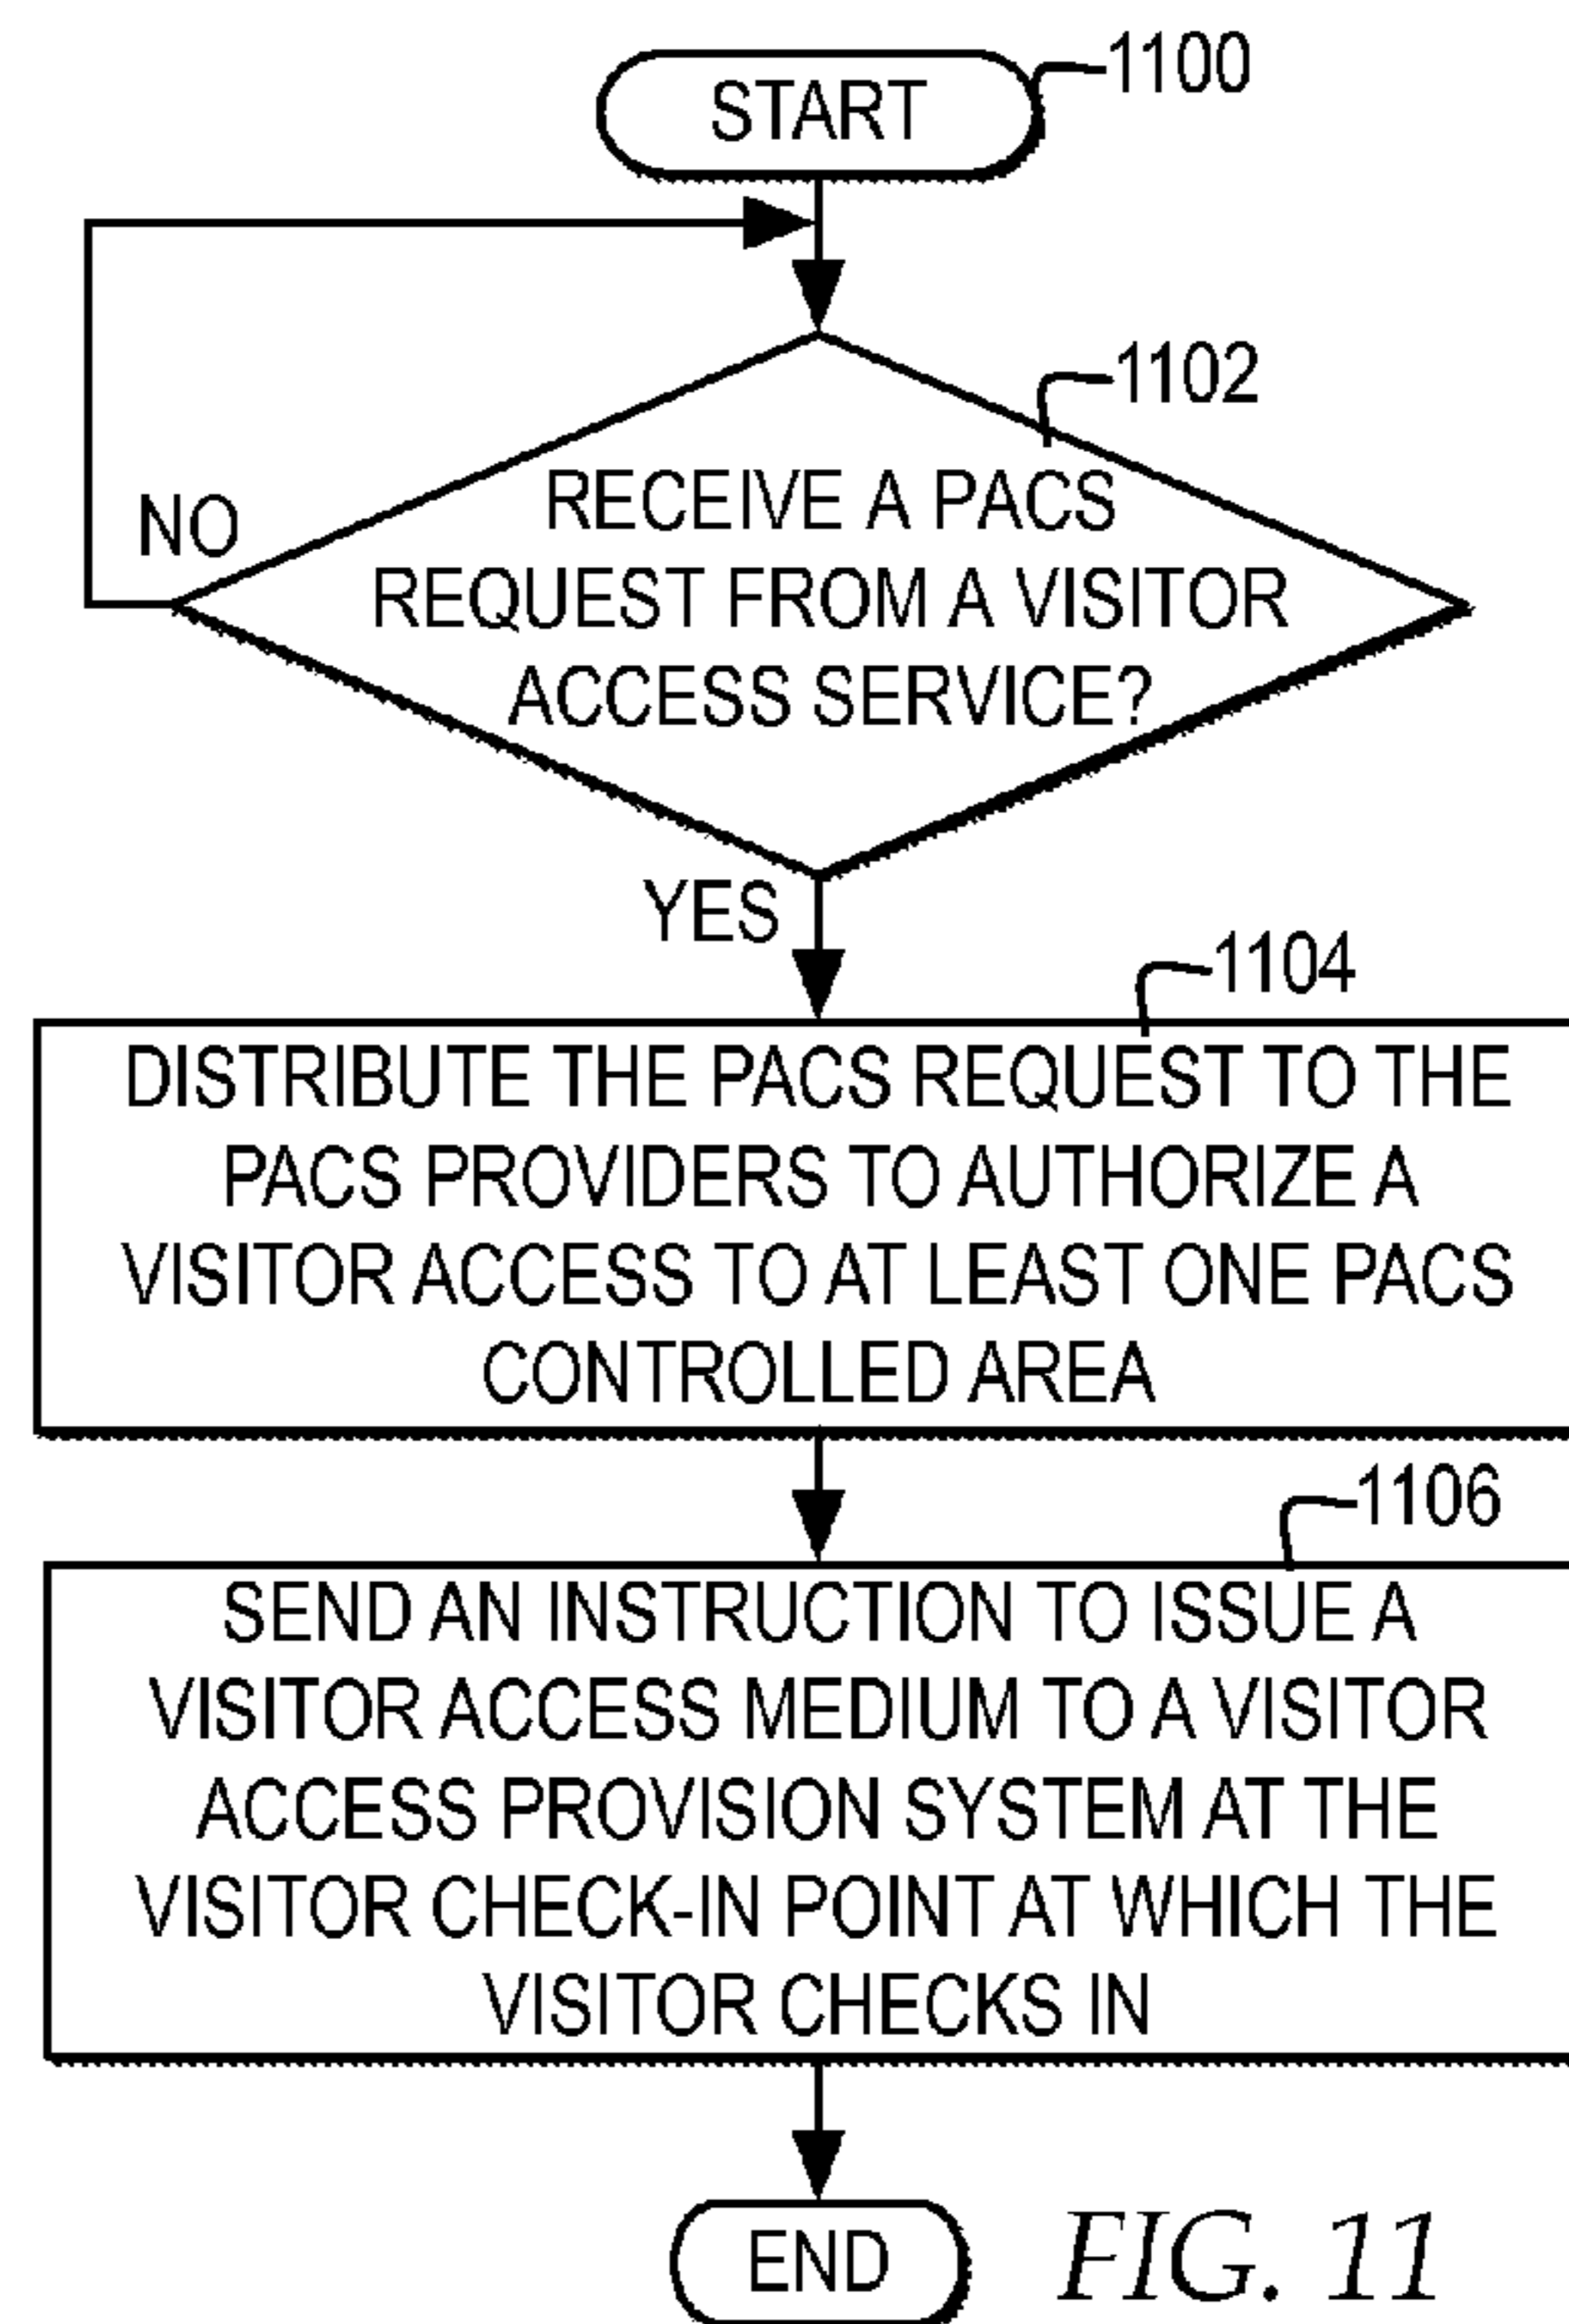 START
1100
1102
RECEIVE A PACS
REQUEST FROM A VISITOR
ACCESS SERVICE?
NO
YES
1104
DISTRIBUTE THE PACS REQUEST TO THE
PACS PROVIDERS TO AUTHORIZE A
VISITOR ACCESS TO AT LEAST ONE PACS
CONTROLLED AREA
1106
SEND AN INSTRUCTION TO ISSUE A
VISITOR ACCESS MEDIUM TO A VISITOR
ACCESS PROVISION SYSTEM AT THE
VISITOR CHECK-IN POINT AT WHICH THE
VISITOR CHECKS IN
END
FIG. 11